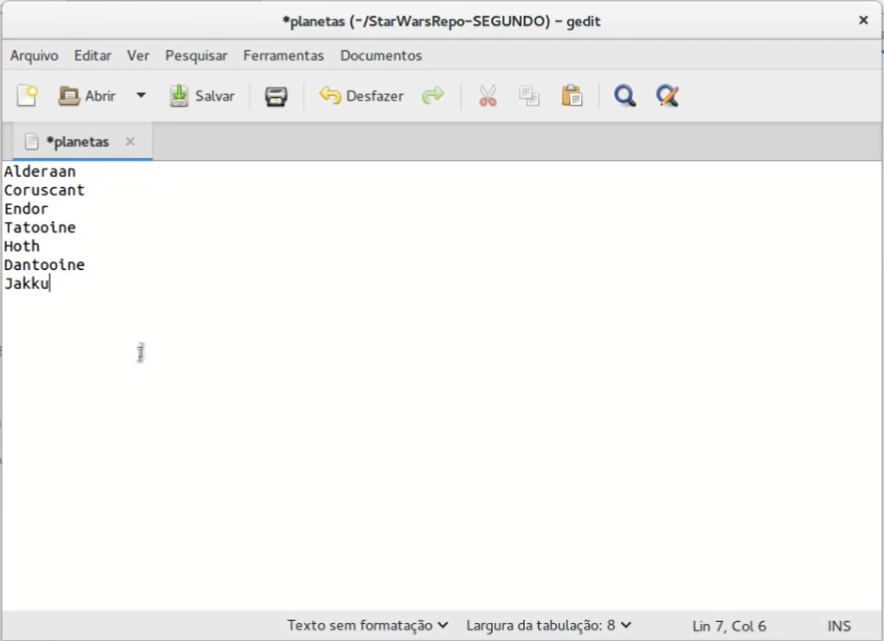 *planetas (~/StarWarsRepo-SEGUNDO) – gedit
Arquivo Editar Ver Pesquisar Ferramentas Documentos
Abrir Salvar Desfazer
*planetas
Alderaan
Coruscant
Endor
Tatooine
Hoth
Dantooine
Jakku
Texto sem formatação Largura da tabulação: 8 Lin 7, Col 6 INS